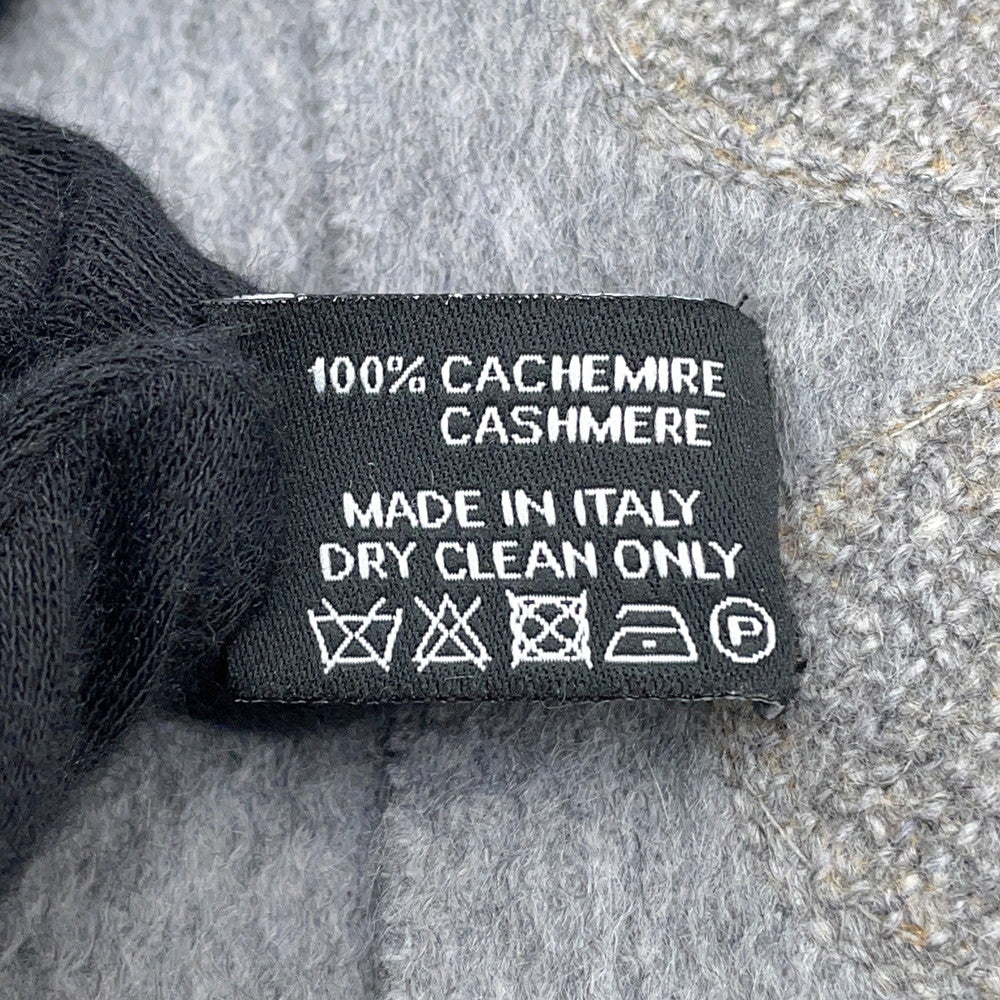 100% CACHEMIRE
CASHMERE
MADE IN ITALY
DRY CLEAN ONLY
P